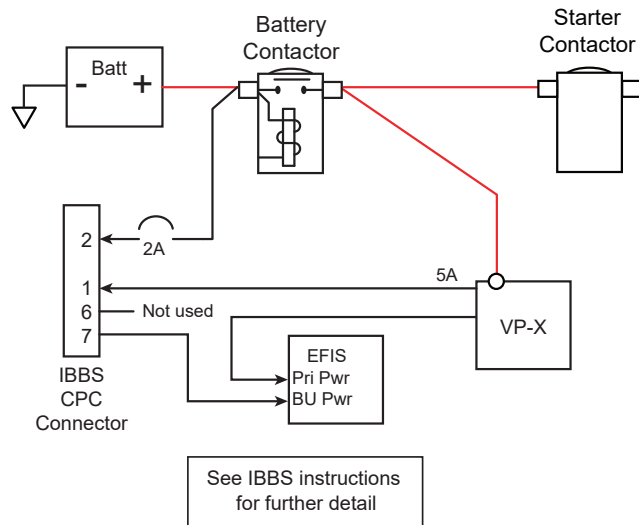 Battery
Contactor
Starter
Contactor
Batt
- +
2
2A
1
5A
6
Not used
7
VP-X
EFIS
Pri Pwr
BU Pwr
IBBS
CPC
Connector
See IBBS instructions
for further detail